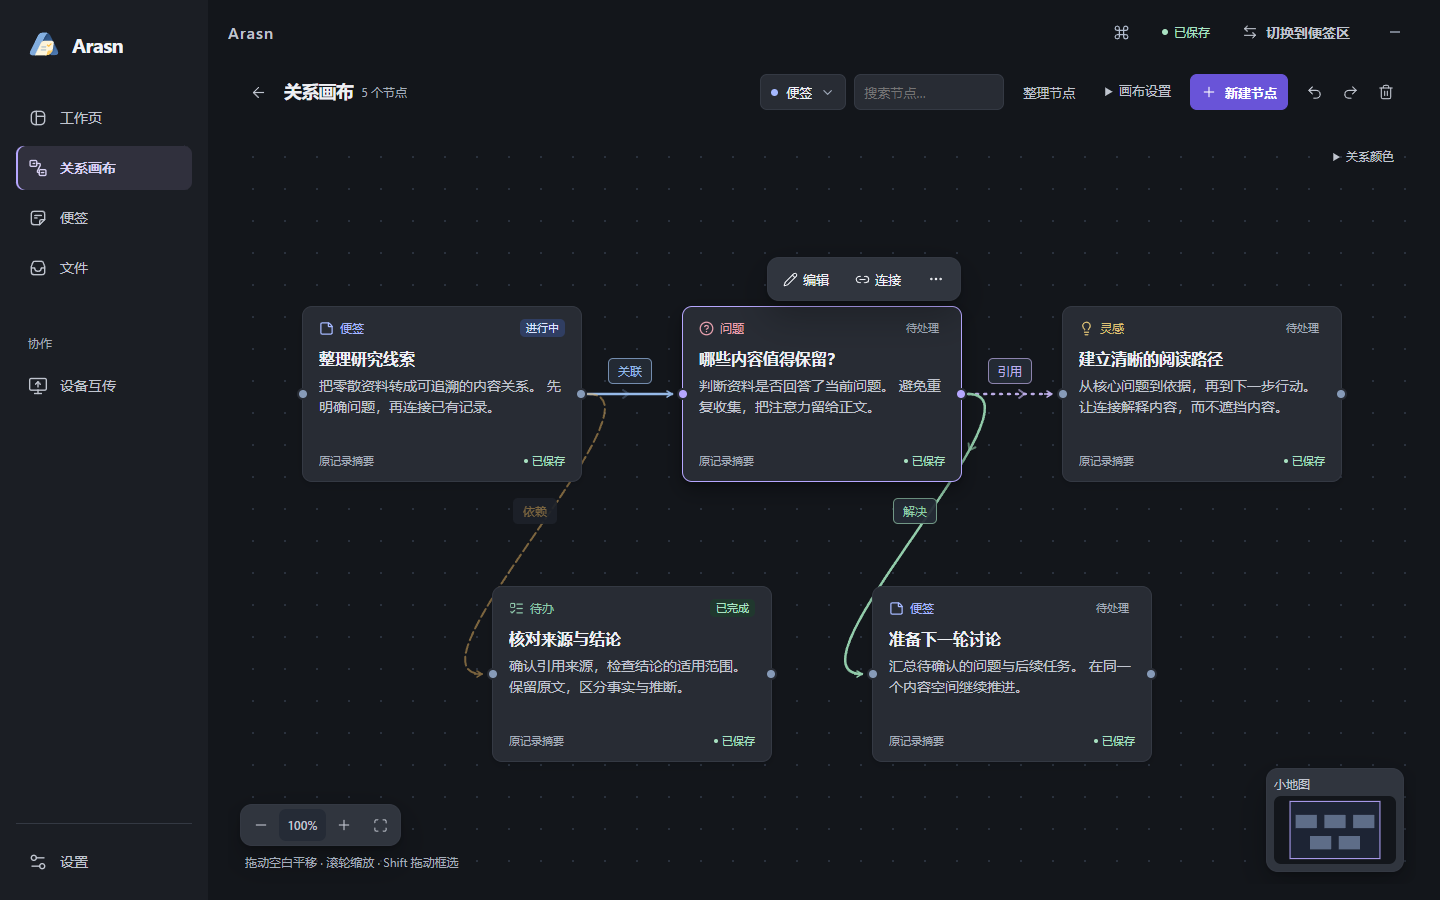 Arasn
工作页
关系画布
便签
文件
协作
设备互传
设置
Arasn
已保存
切换到便签区
关系画布
5 个节点
便签
搜索节点...
整理节点
画布设置
新建节点
关系颜色
编辑
连接
便签
进行中
整理研究线索
把零散资料转成可追溯的内容关系。 先
明确问题，再连接已有记录。
原记录摘要
已保存
关联
问题
待处理
哪些内容值得保留?
判断资料是否回答了当前问题。 避免重
复收集，把注意力留给正文。
原记录摘要
已保存
引用
灵感
待处理
建立清晰的阅读路径
从核心问题到依据，再到下一步行动。
让连接解释内容，而不遮挡内容。
原记录摘要
已保存
依赖
解决
待办
已完成
核对来源与结论
确认引用来源，检查结论的适用范围。
保留原文，区分事实与推断。
原记录摘要
已保存
便签
待处理
准备下一轮讨论
汇总待确认的问题与后续任务。 在同一
个内容空间继续推进。
原记录摘要
已保存
100%
拖动空白平移 · 滚轮缩放 · Shift 拖动框选
小地图